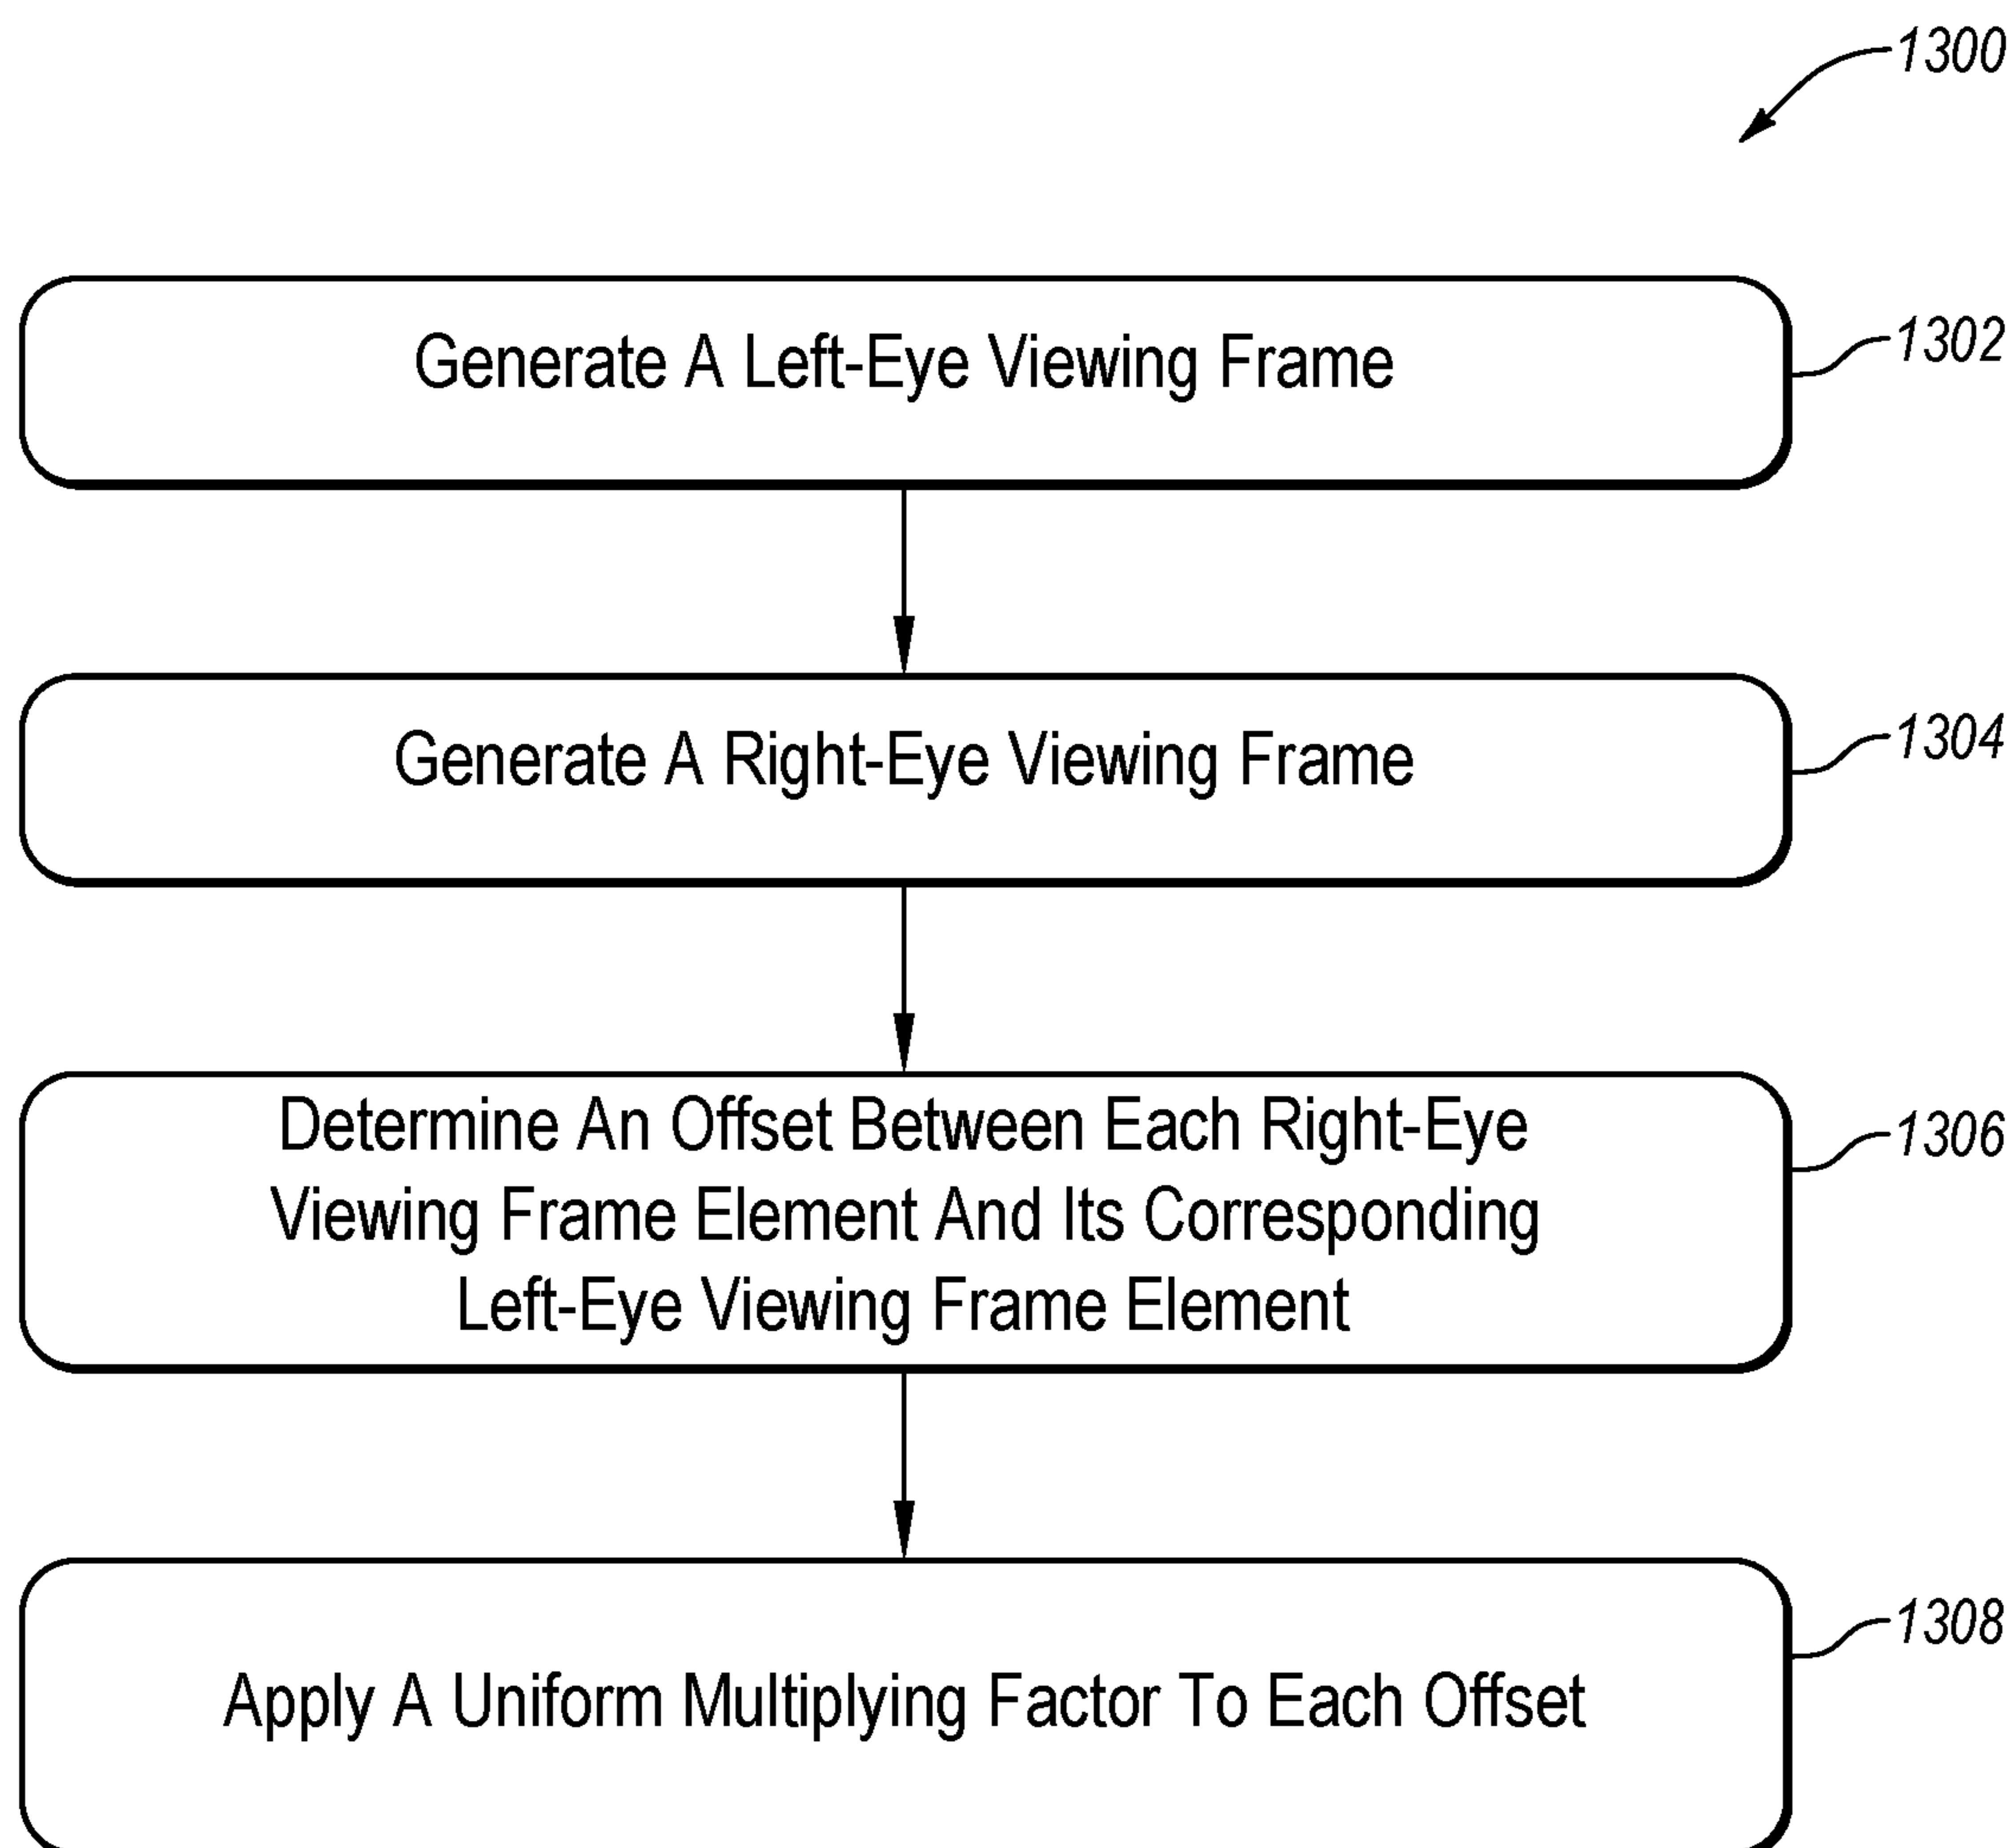 1300
Generate A Left-Eye Viewing Frame
1302
Generate A Right-Eye Viewing Frame
1304
Determine An Offset Between Each Right-Eye
Viewing Frame Element And Its Corresponding
Left-Eye Viewing Frame Element
1306
Apply A Uniform Multiplying Factor To Each Offset
1308